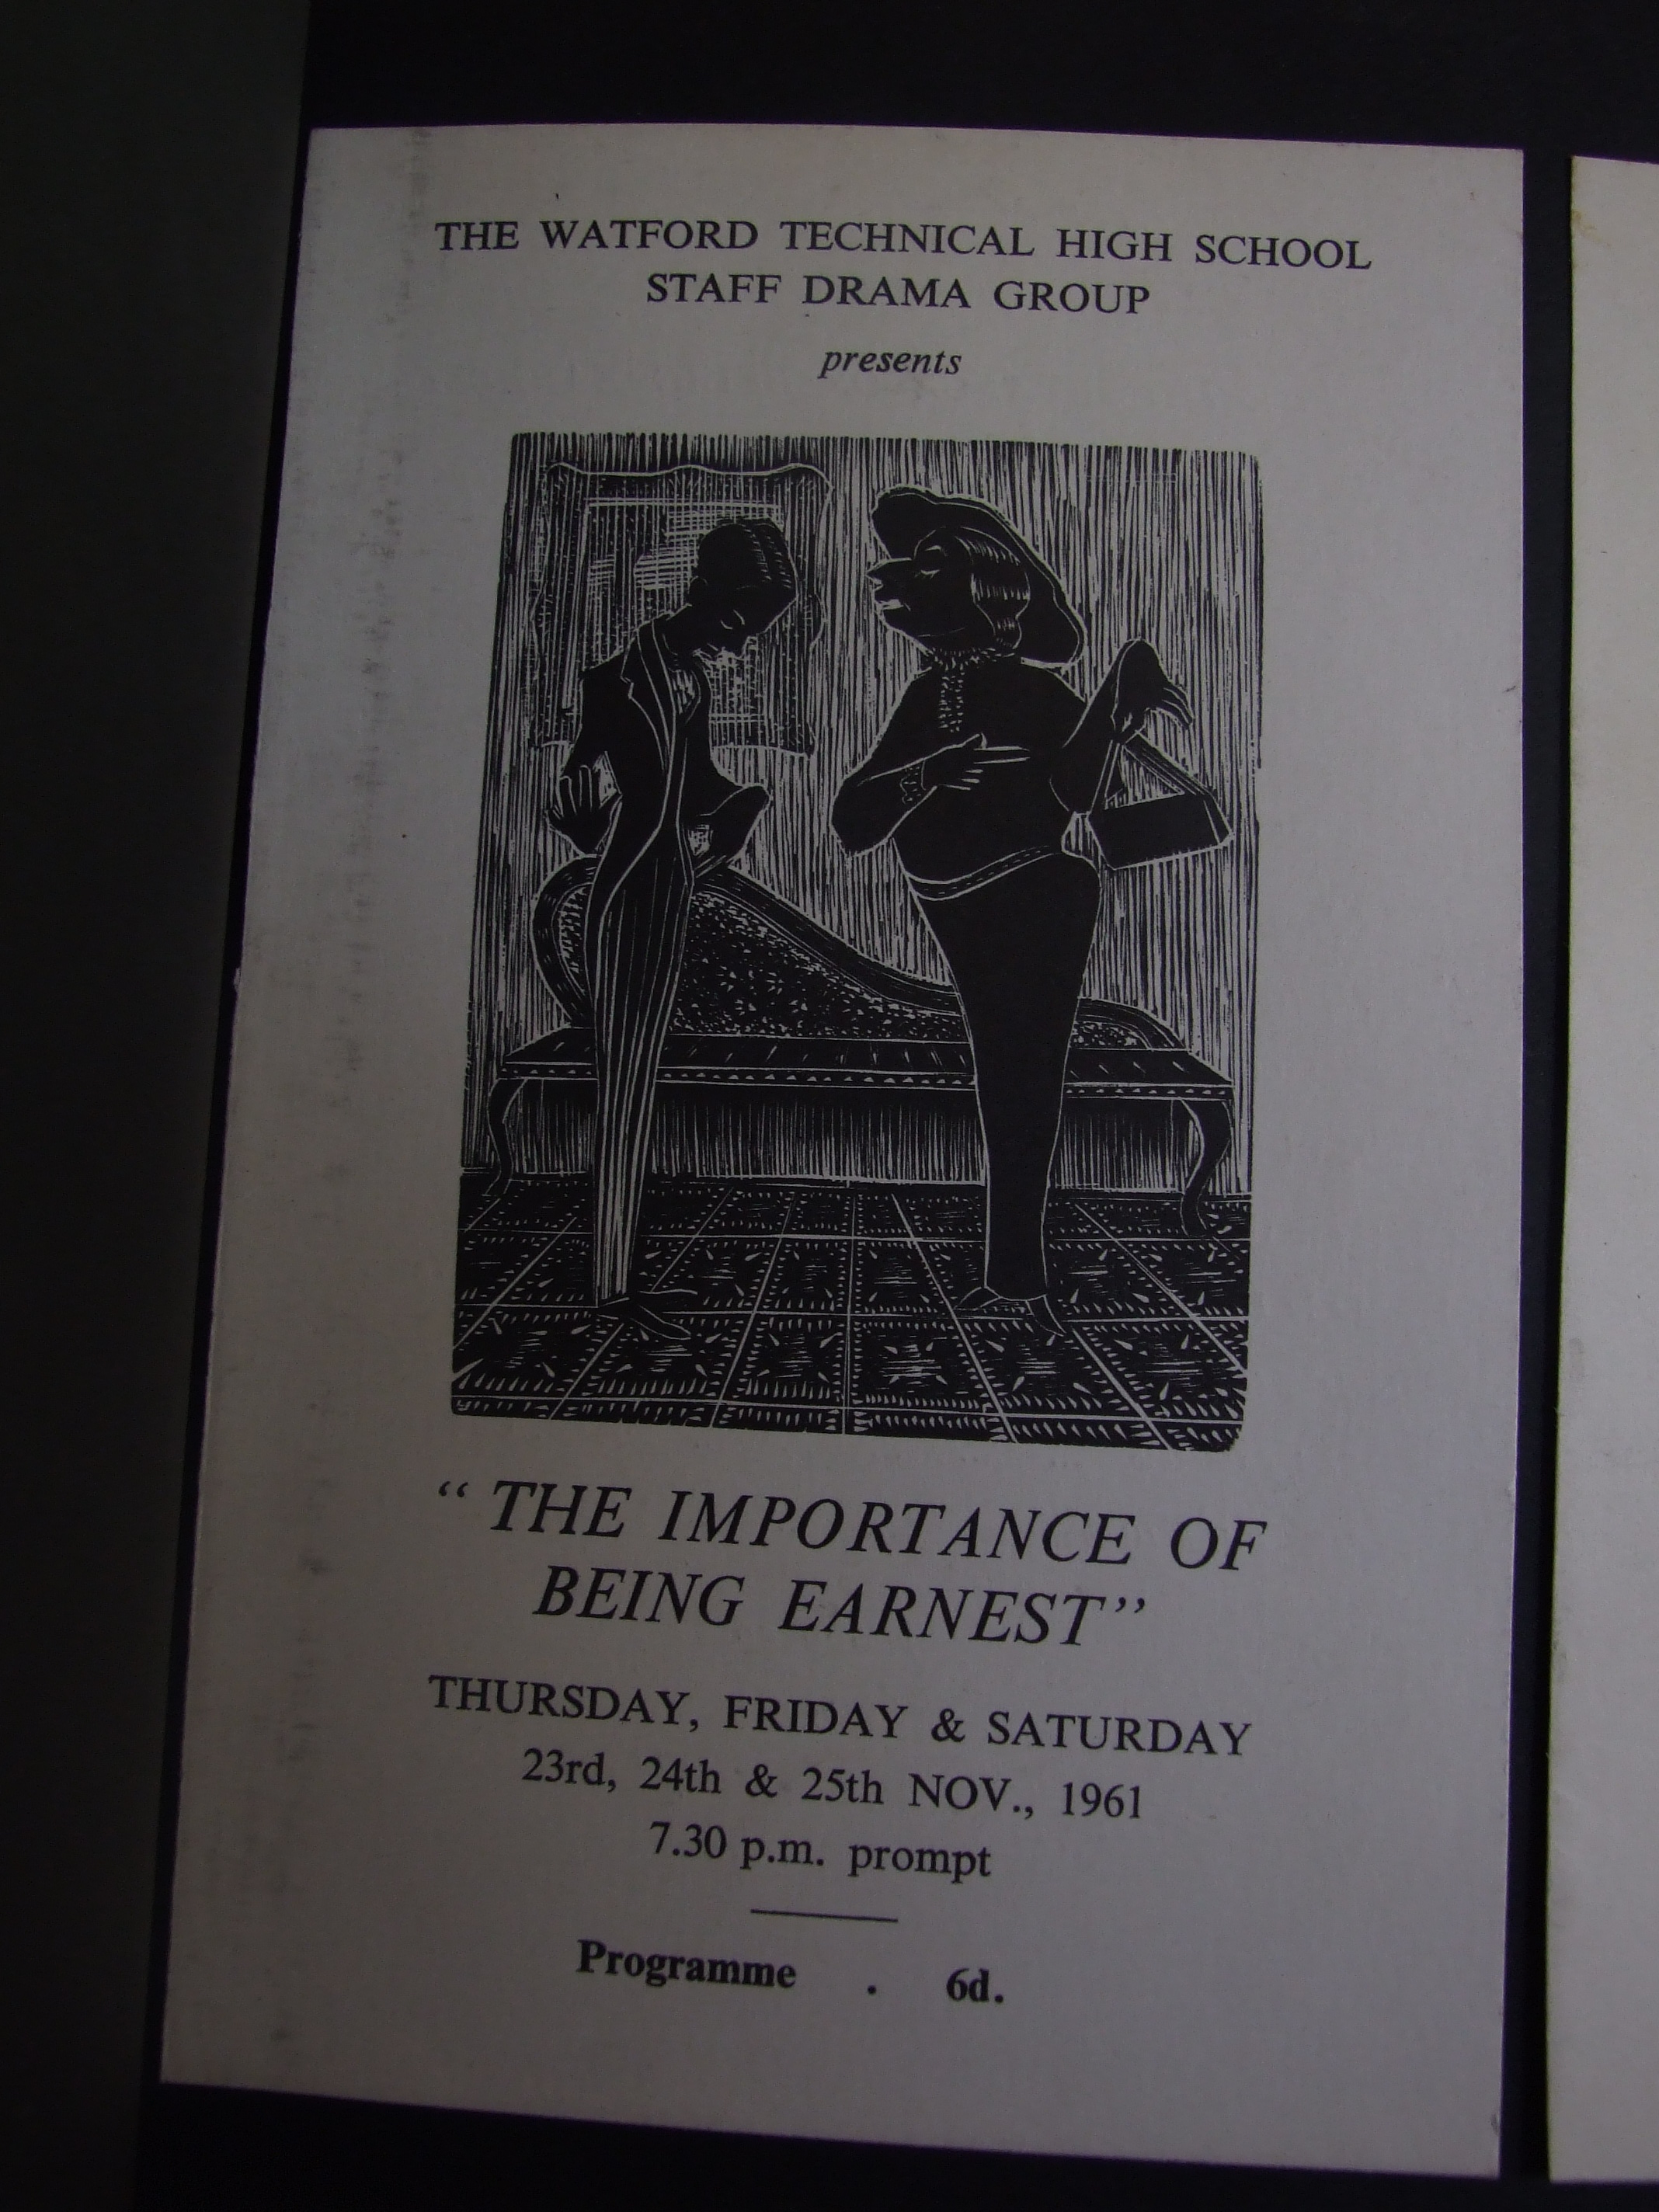 THE WATFORD TECHNICAL HIGH SCHOOL
STAFF DRAMA GROUP
presents
“ THE IMPORTANCE OF
BEING EARNEST”
THURSDAY, FRIDAY & SATURDAY
23rd, 24th & 25th NOV., 1961
7.30 p.m. prompt
Programme . 6d.